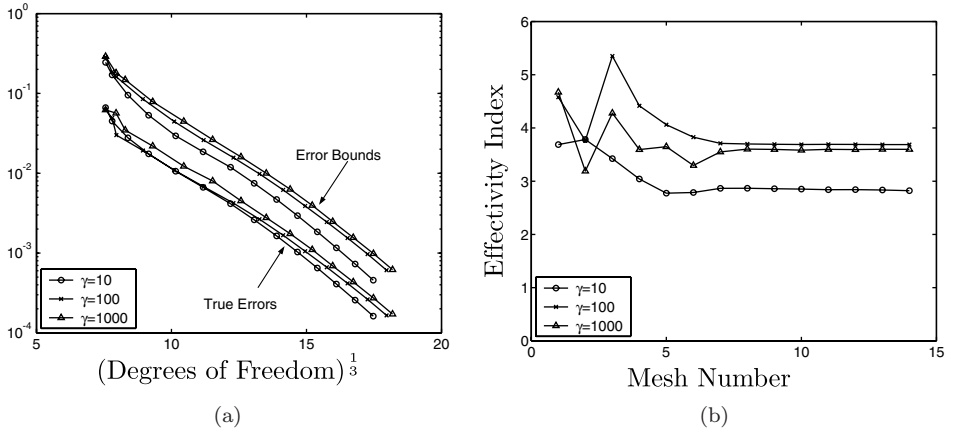 10^0
10^-1
10^-2
10^-3
10^-4
5
10
15
20
Error Bounds
True Errors
γ=10
γ=100
γ=1000
(Degrees of Freedom)^1/3
(a)
Effectivity Index
6
5
4
3
2
1
0
0
5
10
15
γ=10
γ=100
γ=1000
Mesh Number
(b)